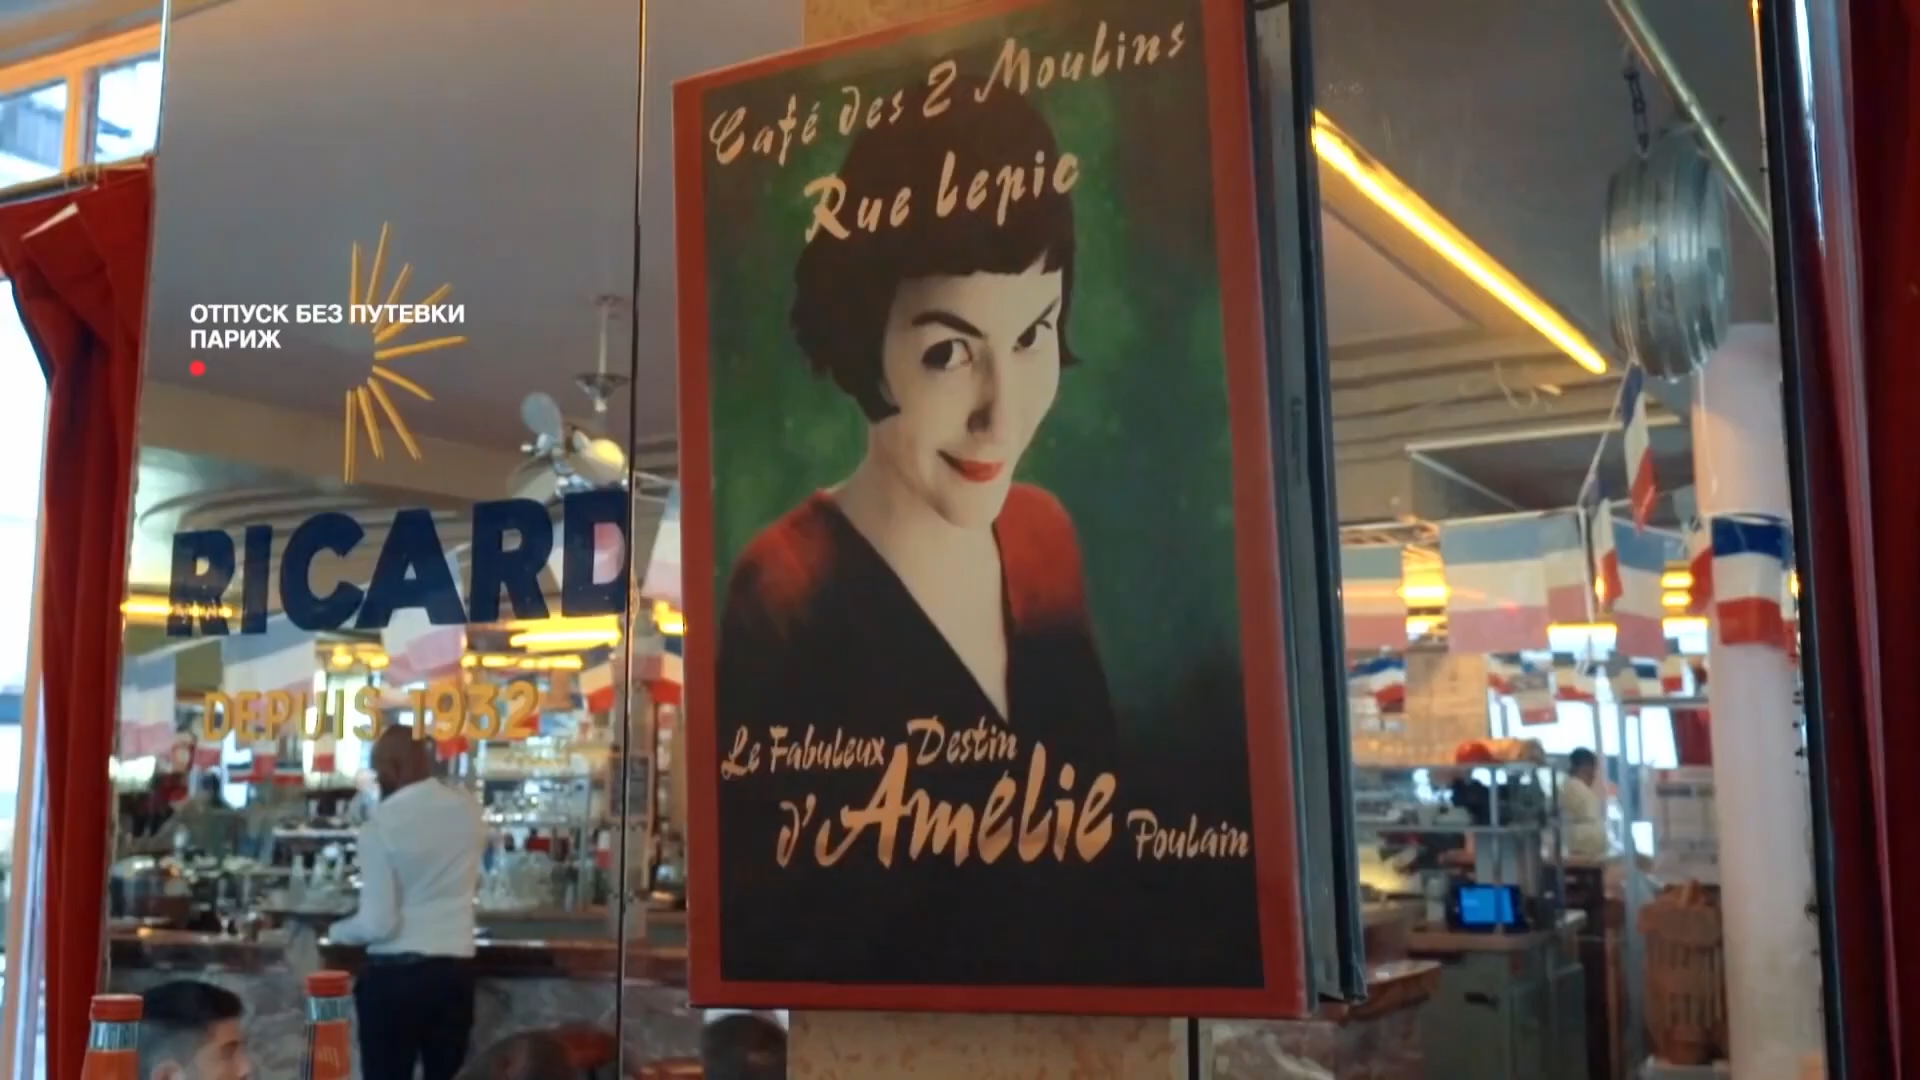 Café des 2 Moulins
Rue Lepic
ОТПУСК БЕЗ ПУТЕВКИ
ПАРИЖ
RICARD
DEPUIS 1932
Le Fabuleux Destin
d'Amélie Poulain